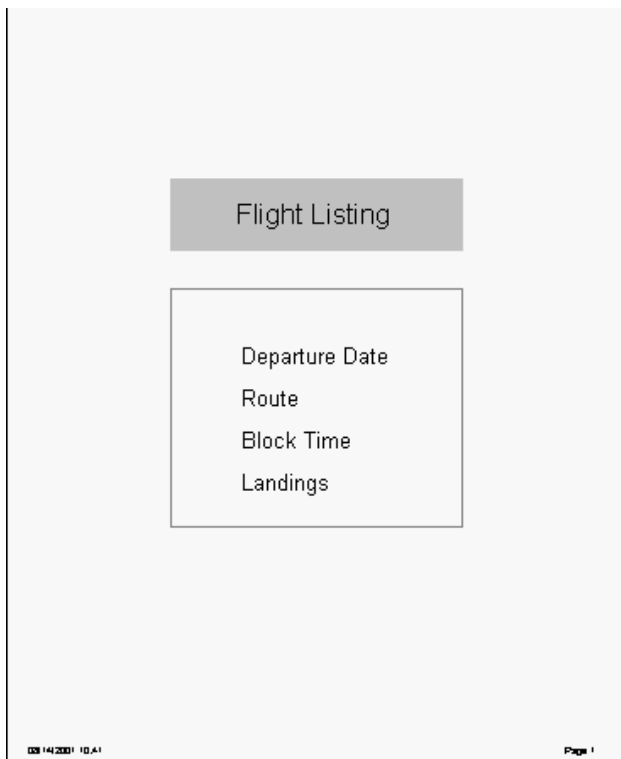 Flight Listing
Departure Date
Route
Block Time
Landings
Page 1